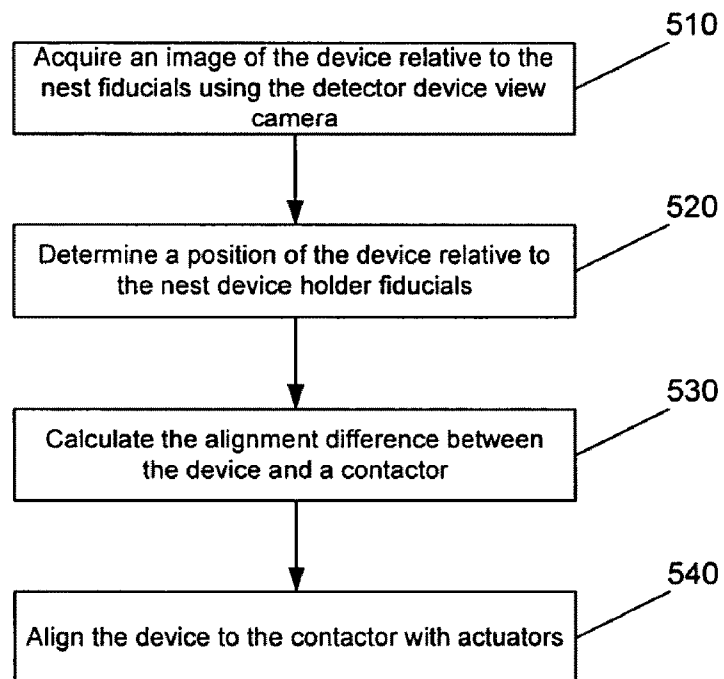 510
Acquire an image of the device relative to the
nest fiducials using the detector device view
camera
520
Determine a position of the device relative to
the nest device holder fiducials
530
Calculate the alignment difference between
the device and a contactor
540
Align the device to the contactor with actuators